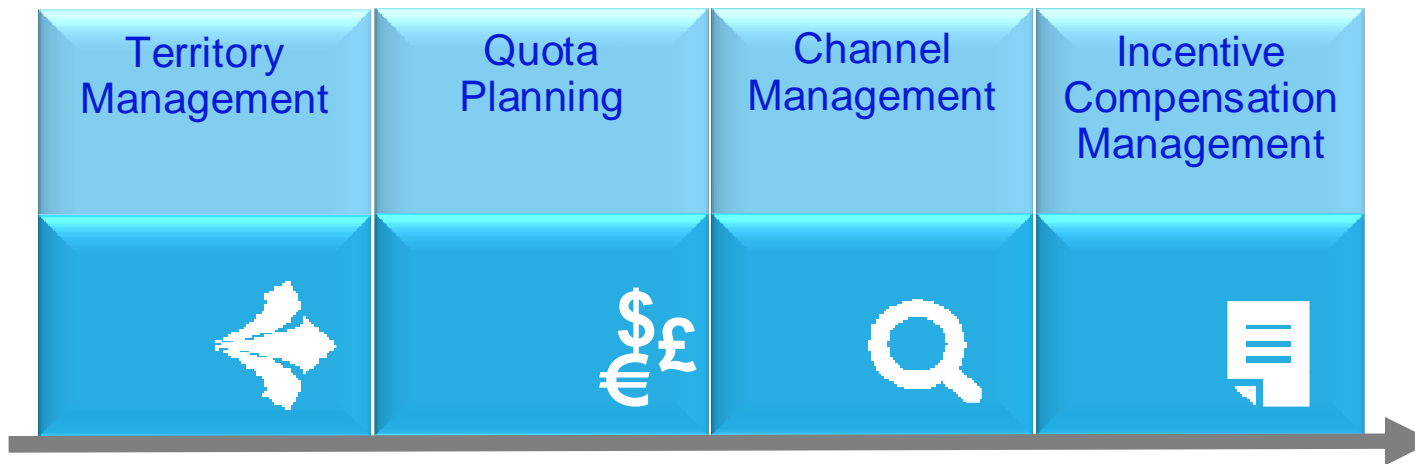 Territory
Management
Quota
Planning
Channel
Management
Incentive
Compensation
Management
$
£
€